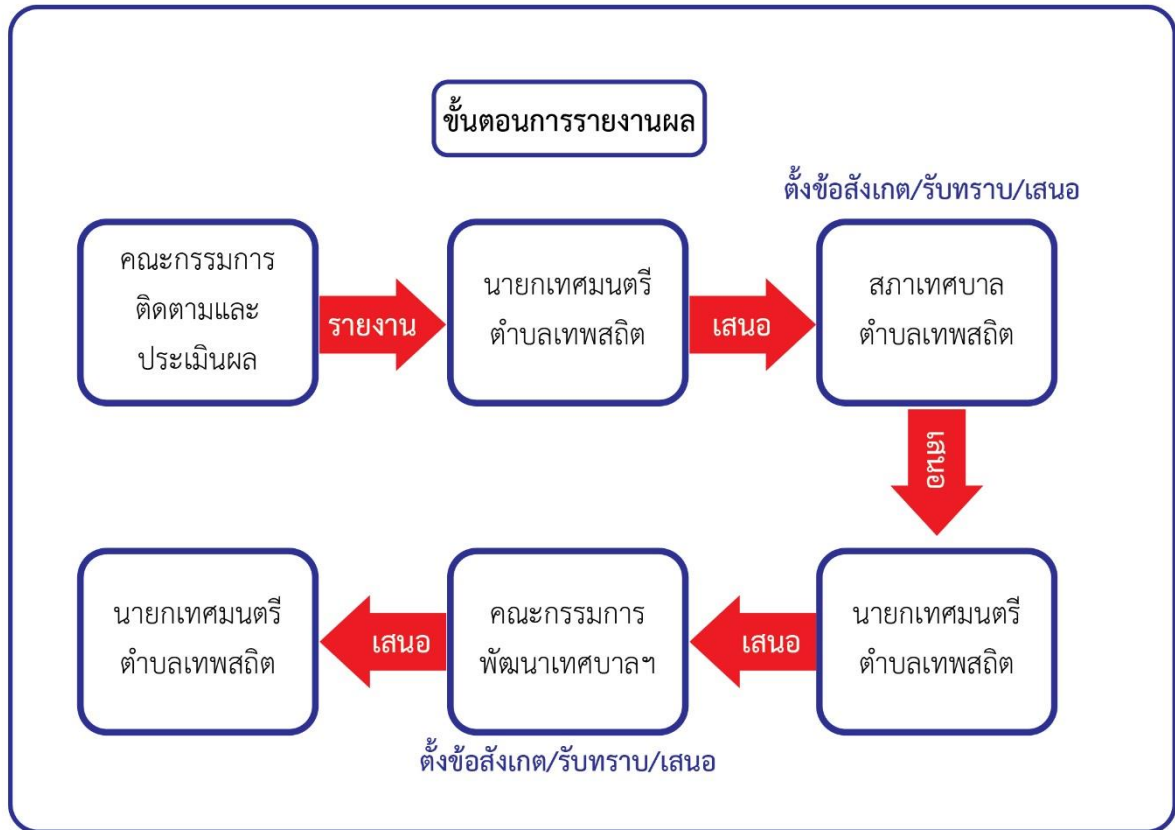 ขั้นตอนการรายงานผล
ตั้งข้อสังเกต/รับทราบ/เสนอ
คณะกรรมการ
ติดตามและ
ประเมินผล
รายงาน
นายกเทศมนตรี
ตำบลเทพสถิต
เสนอ
สภาเทศบาล
ตำบลเทพสถิต
เสนอ
นายกเทศมนตรี
ตำบลเทพสถิต
เสนอ
คณะกรรมการ
พัฒนาเทศบาลฯ
ตั้งข้อสังเกต/รับทราบ/เสนอ
เสนอ
นายกเทศมนตรี
ตำบลเทพสถิต